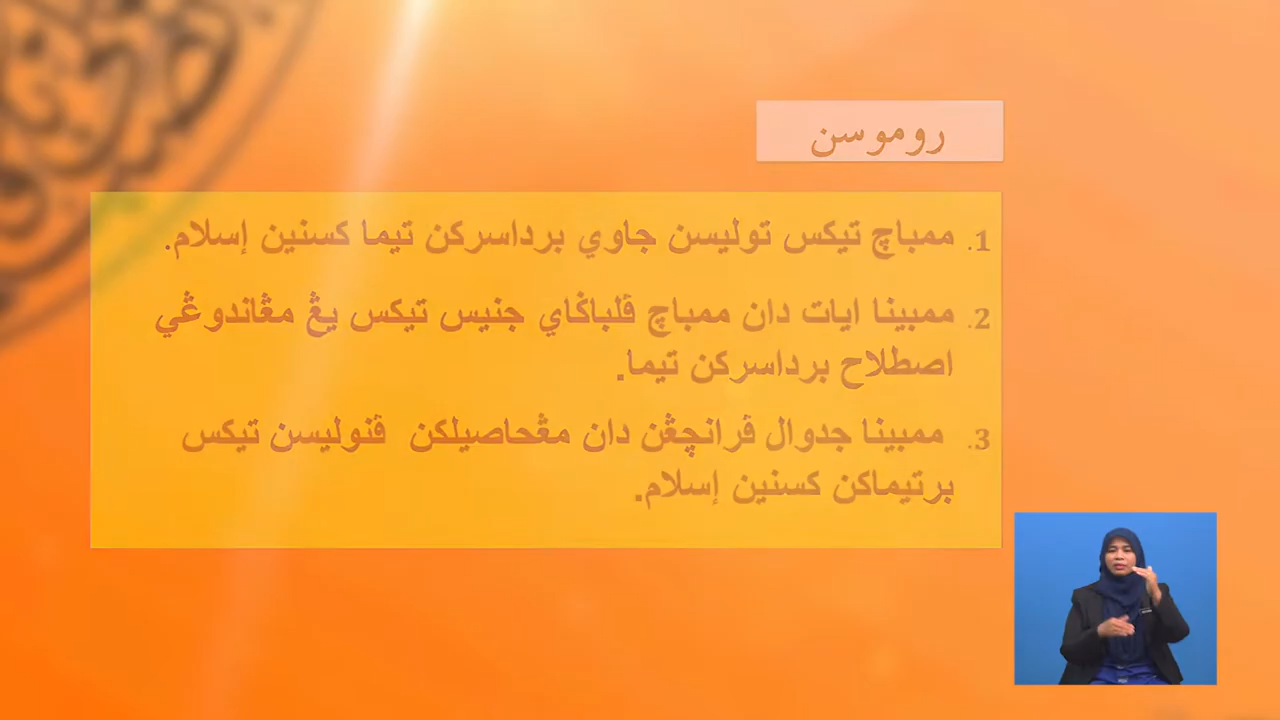 روموسن
1. ممباچ تيکس توليسن جاوي برداسرکن تيما کسنين إسلام.
2. ممبينا ايات دان ممباچ ڤلباݢاي جنيس تيکس يڠ مڠاندوڠي
اصطلاح برداسرکن تيما.
3. ممبينا جدوال ڤرانچڠن دان مڠحاصيلکن ڤنوليسن تيکس
برتيماکن کسنين إسلام.